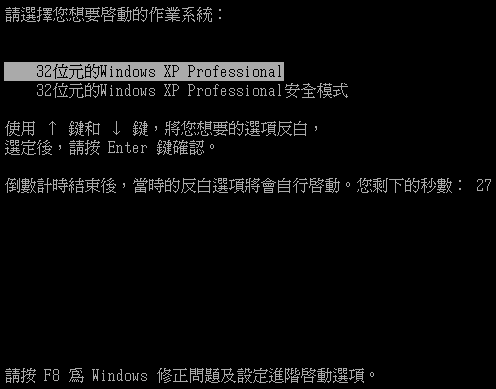 請選擇您想要啓動的作業系統：
32位元的Windows XP Professional
32位元的Windows XP Professional安全模式
使用 ↑ 鍵和 ↓ 鍵，將您想要的選項反白，
選定後，請按 Enter 鍵確認。
倒數計時結束後，當時的反白選項將會自行啓動。您剩下的秒數： 27
請按 F8 爲 Windows 修正問題及設定進階啓動選項。